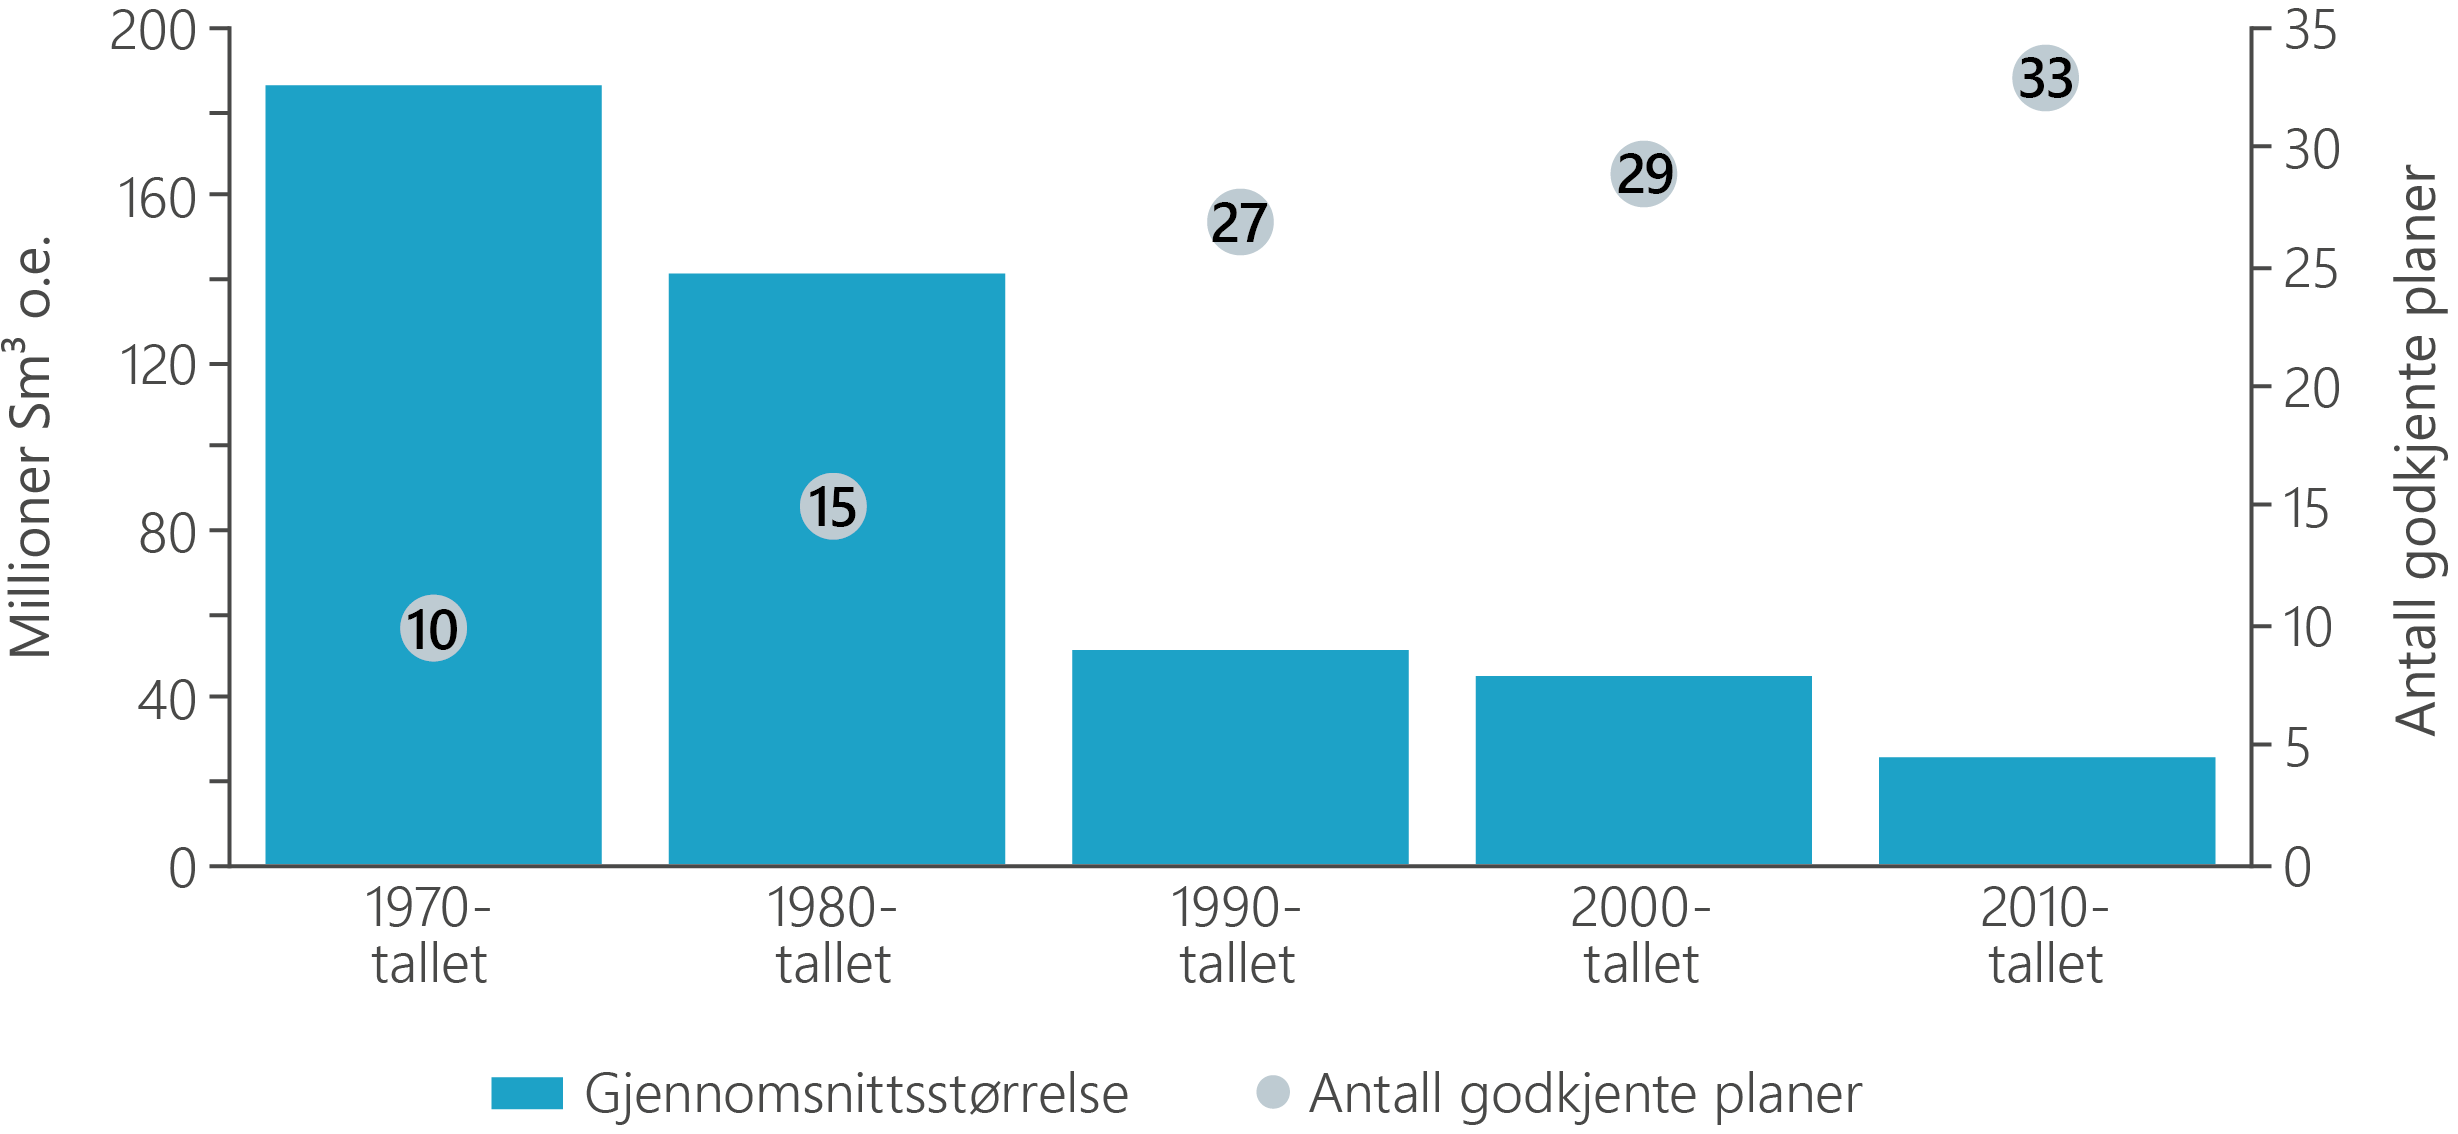 Millioner Sm³ o.e.
200
160
120
80
40
0
10
15
27
29
33
35
30
25
20
15
10
5
0
Antall godkjente planer
1970-
tallet
1980-
tallet
1990-
tallet
2000-
tallet
2010-
tallet
Gjennomsnittsstørrelse
Antall godkjente planer